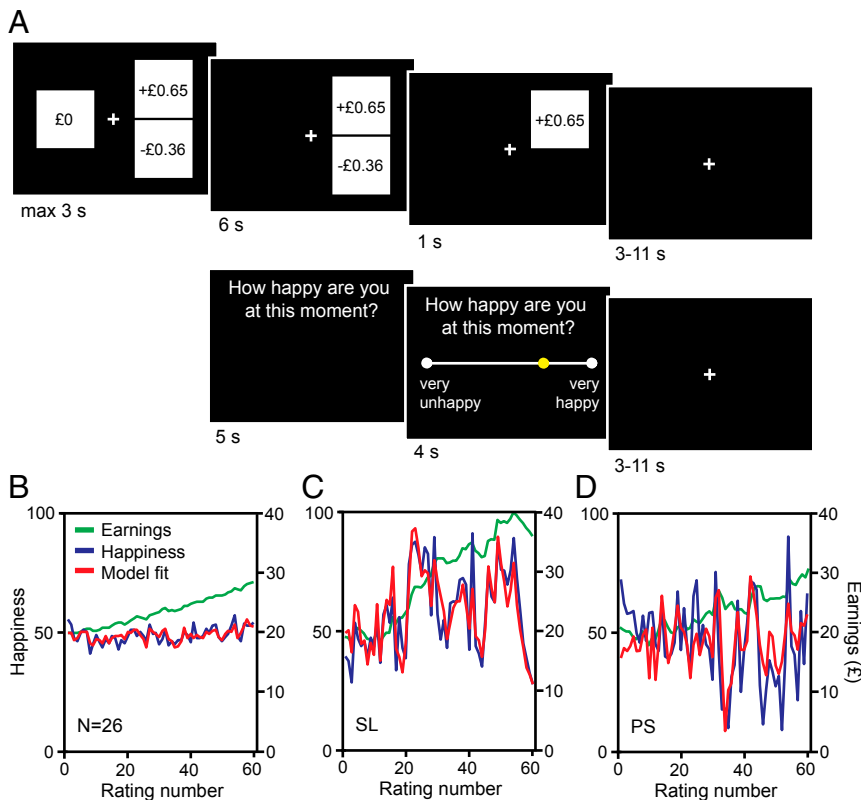 A
£0
+
+£0.65
-£0.36
max 3 s
+
+£0.65
-£0.36
6 s
+
+£0.65
1 s
+
3-11 s
How happy are you
at this moment?
5 s
How happy are you
at this moment?
very
unhappy
very
happy
4 s
+
3-11 s
B
Happiness
100
50
0
40
30
20
10
0
Earnings
Happiness
Model fit
N=26
0
20
40
60
Rating number
C
100
50
0
40
30
20
10
0
SL
0
20
40
60
Rating number
D
100
50
0
40
30
20
10
0
Earnings (£)
PS
0
20
40
60
Rating number